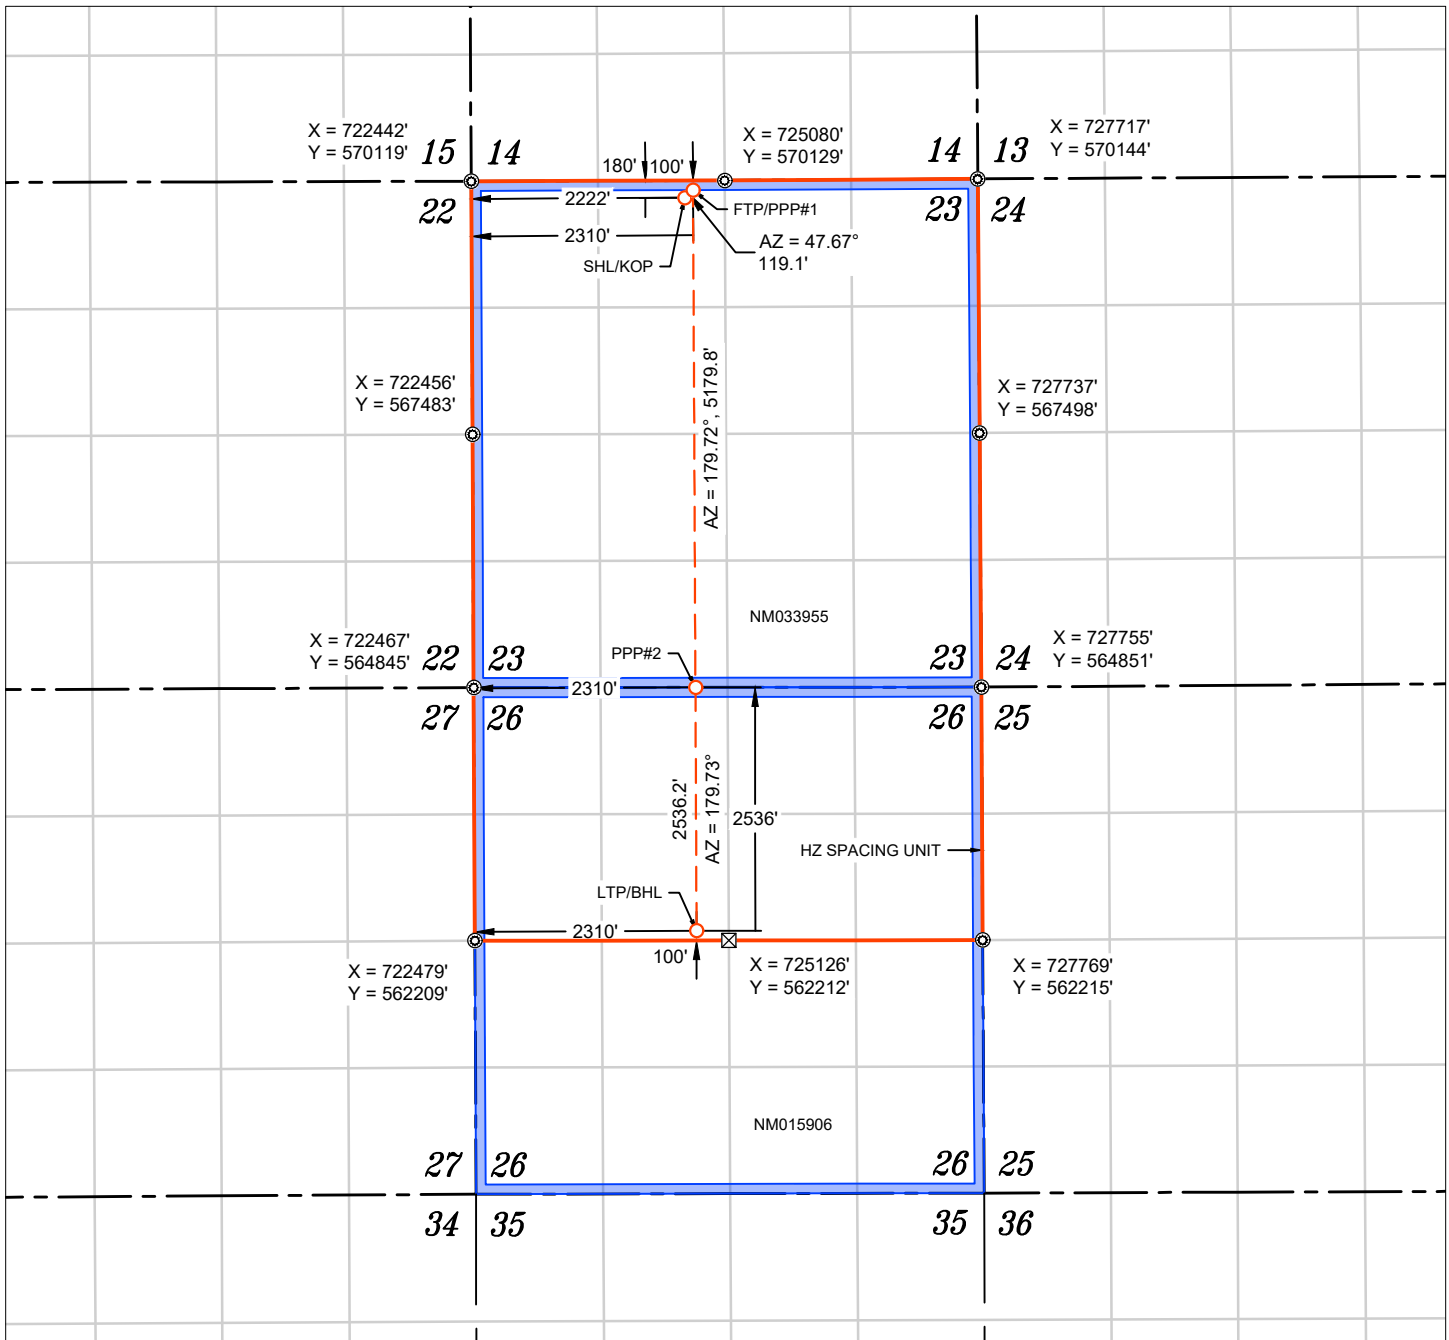 X = 722442'
Y = 570119'
15 14
180' 100'
X = 725080'
Y = 570129'
14 13
X = 727717'
Y = 570144'
22
2222'
FTP/PPP#1
23 24
2310'
AZ = 47.67°
119.1'
SHL/KOP
AZ = 179.72°, 5179.8'
X = 722456'
Y = 567483'
X = 727737'
Y = 567498'
NM033955
X = 722467'
Y = 564845'
22 23
PPP#2
23 24
X = 727755'
Y = 564851'
2310'
27 26
26 25
2536.2'
AZ = 179.73°
2536'
HZ SPACING UNIT
LTP/BHL
2310'
100'
X = 722479'
Y = 562209'
X = 725126'
Y = 562212'
X = 727769'
Y = 562215'
NM015906
27 26
26 25
34 35
35 36